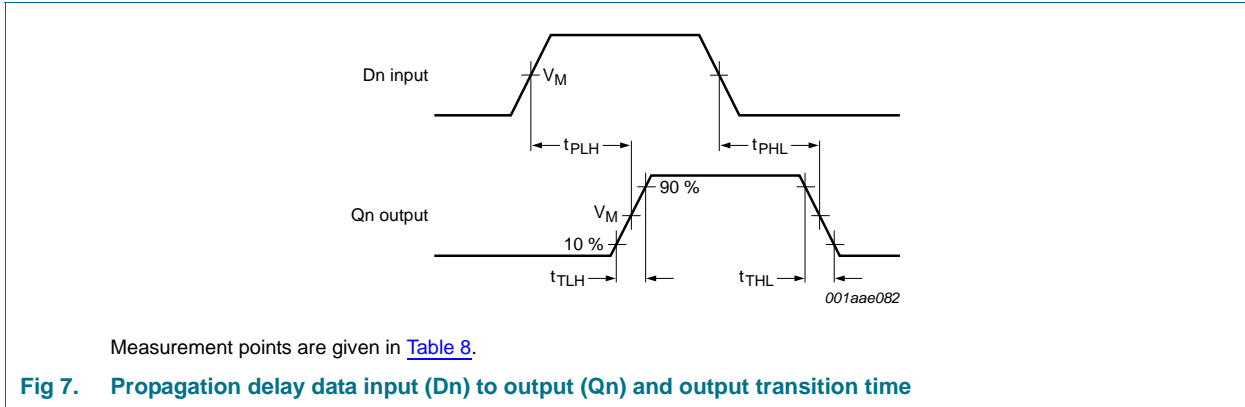 Dn input
VM
tPLH
tPHL
90 %
Qn output
VM
10 %
tTLH
tTHL
001aae082
Measurement points are given in Table 8.
Fig 7. Propagation delay data input (Dn) to output (Qn) and output transition time